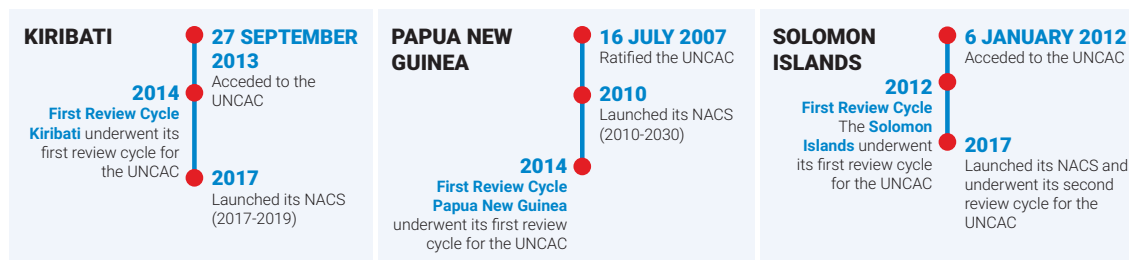 KIRIBATI
27 SEPTEMBER
2013
Acceded to the
UNCAC
2014
First Review Cycle
Kiribati underwent its
first review cycle for
the UNCAC
2017
Launched its NACS
(2017-2019)
PAPUA NEW
GUINEA
16 JULY 2007
Ratified the UNCAC
2010
Launched its NACS
(2010-2030)
2014
First Review Cycle
Papua New Guinea
underwent its first review
cycle for the UNCAC
SOLOMON
ISLANDS
6 JANUARY 2012
Acceded to the UNCAC
2012
First Review Cycle
The Solomon
Islands underwent
its first review cycle
for the UNCAC
2017
Launched its NACS and
underwent its second
review cycle for the
UNCAC